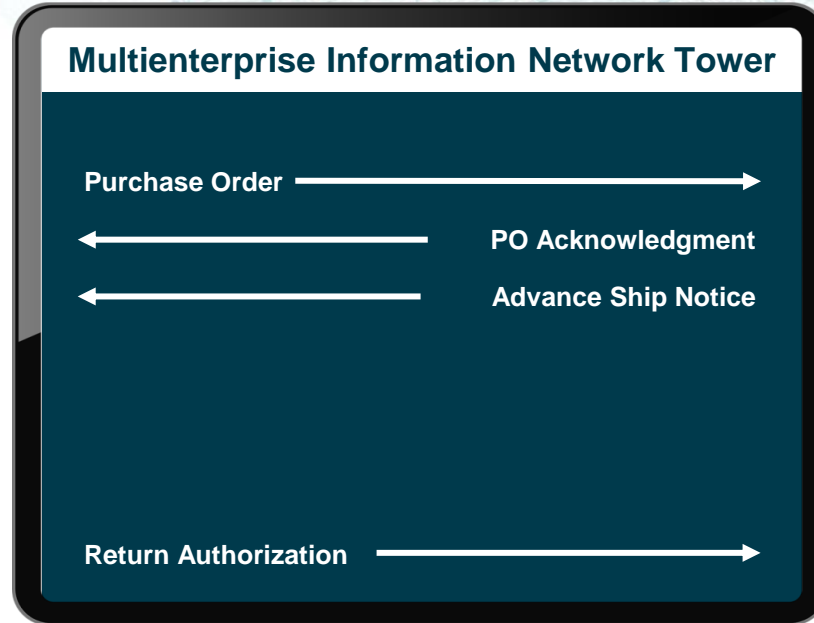 Multienterprise Information Network Tower
Purchase Order
PO Acknowledgment
Advance Ship Notice
Return Authorization